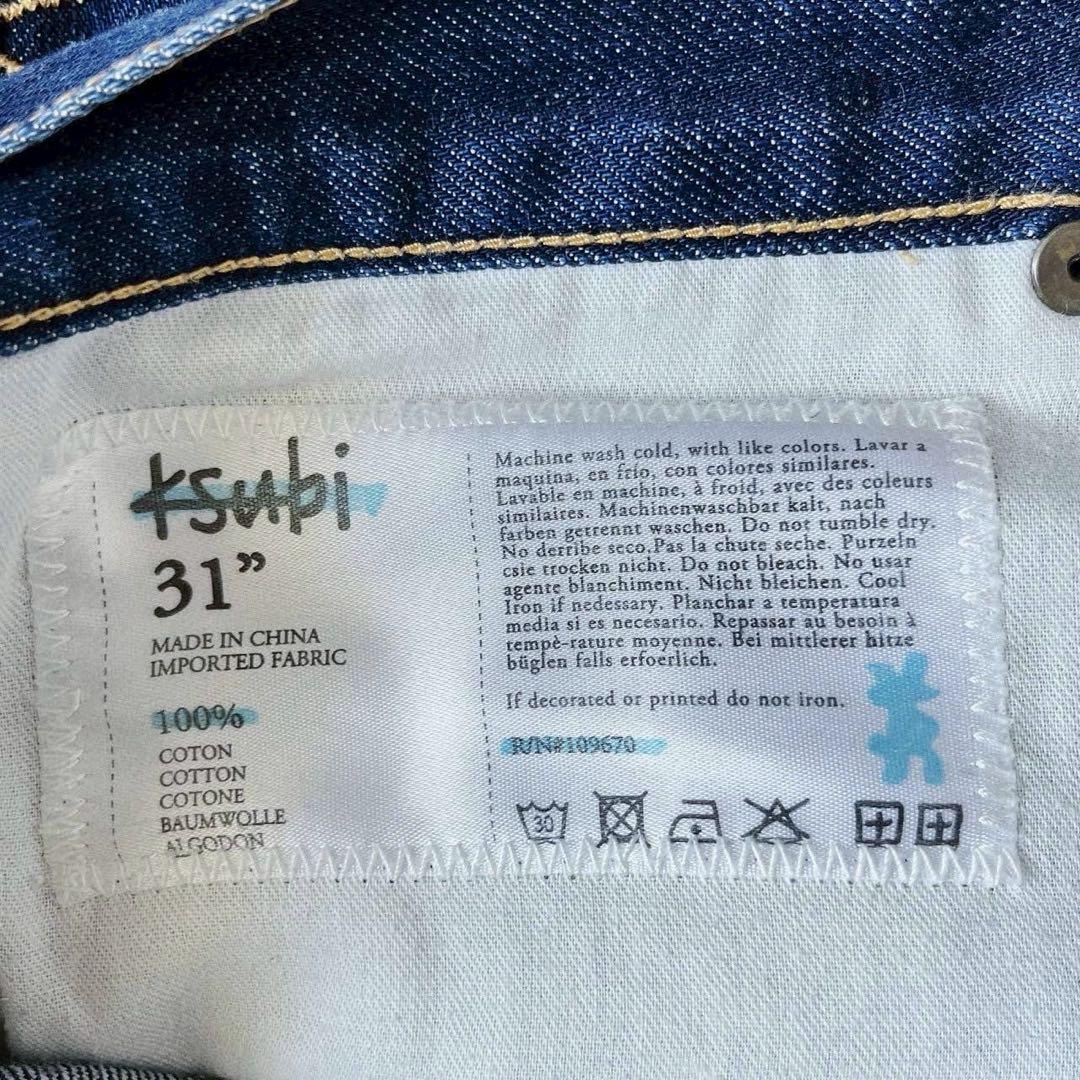 ksubi
31”
MADE IN CHINA
IMPORTED FABRIC
100%
COTON
COTTON
COTONE
BAUMWOLLE
ALGODON
Machine wash cold, with like colors. Lavar a
maquina, en frio, con colores similares.
Lavable en machine, à froid, avec des couleurs
similaires. Machinenwaschbar kalt, nach
farben getrennt waschen. Do not tumble dry.
No derribe seco.Pas la chute seche. Purzeln
csie trocken nicht. Do not bleach. No usar
agente blanchiment. Nicht bleichen. Cool
Iron if nedessary. Planchar a temperatura
media si es necesario. Repassar au besoin à
tempè-rature moyenne. Bei mittlerer hitze
büglen falls erfoerlich.
If decorated or printed do not iron.
R/N#109670
30